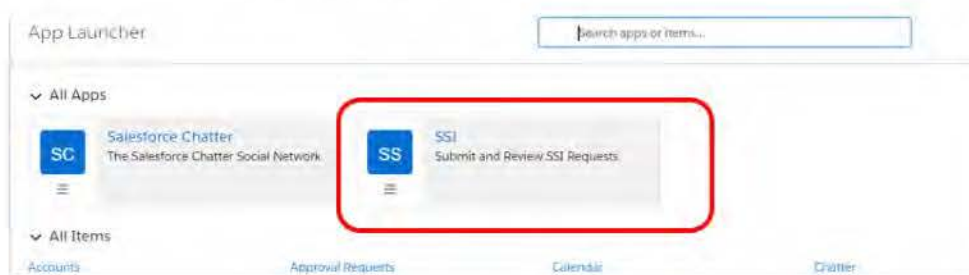 App Launcher
Search apps or items...
All Apps
SC
Salesforce Chatter
The Salesforce Chatter Social Network
SS
SSI
Submit and Review SSI Requests
All Items
Accounts
Approval Requests
Calendar
Chatter